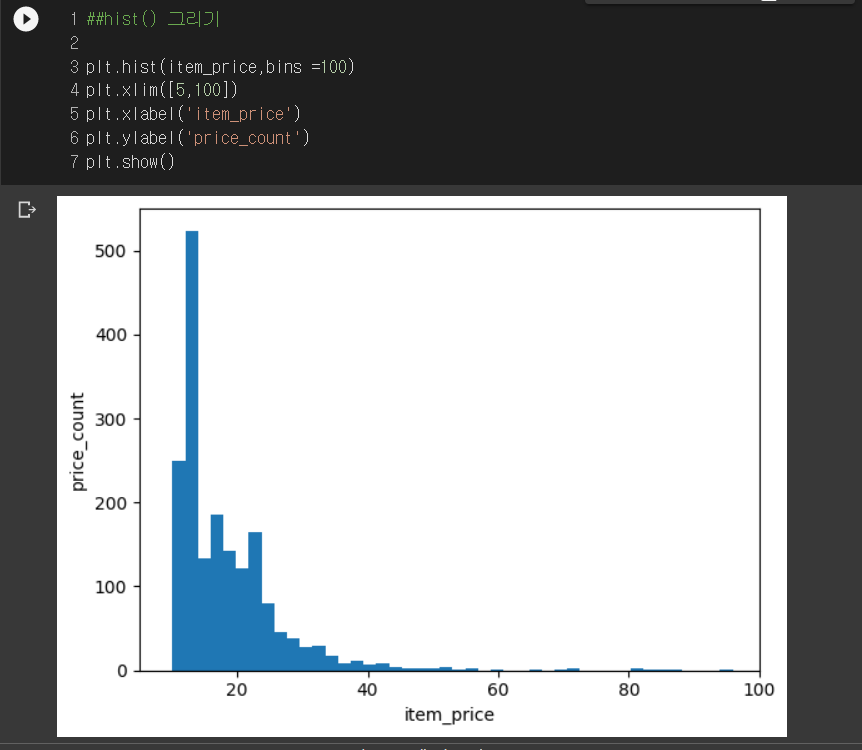 1 ##hist() 그리기
2
3 plt.hist(item_price,bins =100)
4 plt.xlim([5,100])
5 plt.xlabel('item_price')
6 plt.ylabel('price_count')
7 plt.show()
500
400
300
200
100
0
price_count
20 40 60 80 100
item_price